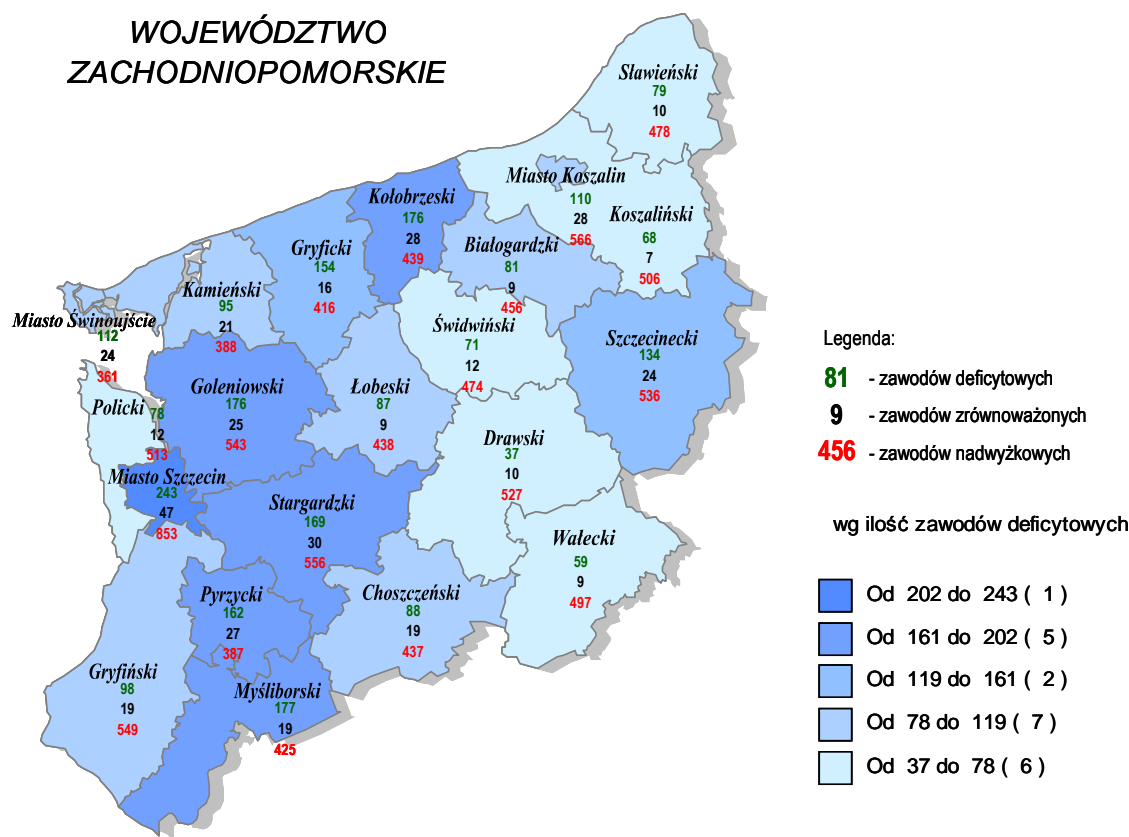 WOJEWÓDZTWO
ZACHODNIOPOMORSKIE
Sławieński
79
10
478
Miasto Koszalin
110
28
566
Koszaliński
68
7
506
Kołobrzeski
176
28
439
Białogardzki
81
9
456
Gryficki
154
16
416
Kamieński
95
21
388
Miasto Świnoujście
112
24
361
Świdwiński
71
12
474
Szczecinecki
134
24
536
Goleniowski
176
25
543
Łobeski
87
9
438
Policki
78
12
513
Drawski
37
10
527
Miasto Szczecin
243
47
853
Stargardzki
169
30
556
Wałecki
59
9
497
Pyrzycki
162
27
387
Choszczeński
88
19
437
Gryfiński
98
19
549
Myśliborski
177
19
425
Legenda:
81 - zawodów deficytowych
9 - zawodów zrównoważonych
456 - zawodów nadwyżkowych
wg ilość zawodów deficytowych
Od 202 do 243 ( 1 )
Od 161 do 202 ( 5 )
Od 119 do 161 ( 2 )
Od 78 do 119 ( 7 )
Od 37 do 78 ( 6 )